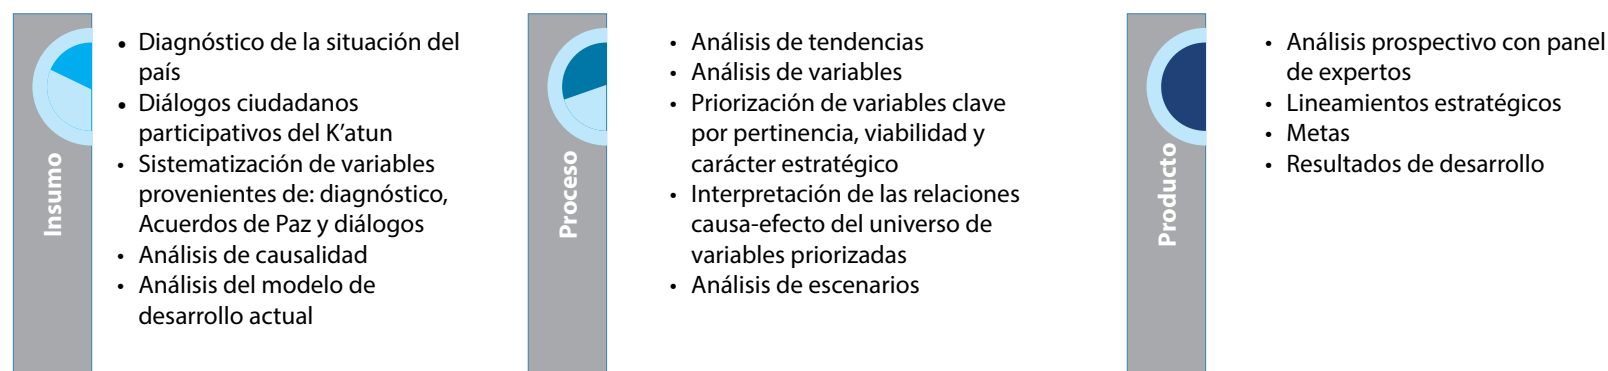 Insumo
• Diagnóstico de la situación del
país
• Diálogos ciudadanos
participativos del K’atun
• Sistematización de variables
provenientes de: diagnóstico,
Acuerdos de Paz y diálogos
• Análisis de causalidad
• Análisis del modelo de
desarrollo actual
Proceso
• Análisis de tendencias
• Análisis de variables
• Priorización de variables clave
por pertinencia, viabilidad y
carácter estratégico
• Interpretación de las relaciones
causa-efecto del universo de
variables priorizadas
• Análisis de escenarios
Producto
• Análisis prospectivo con panel
de expertos
• Lineamientos estratégicos
• Metas
• Resultados de desarrollo